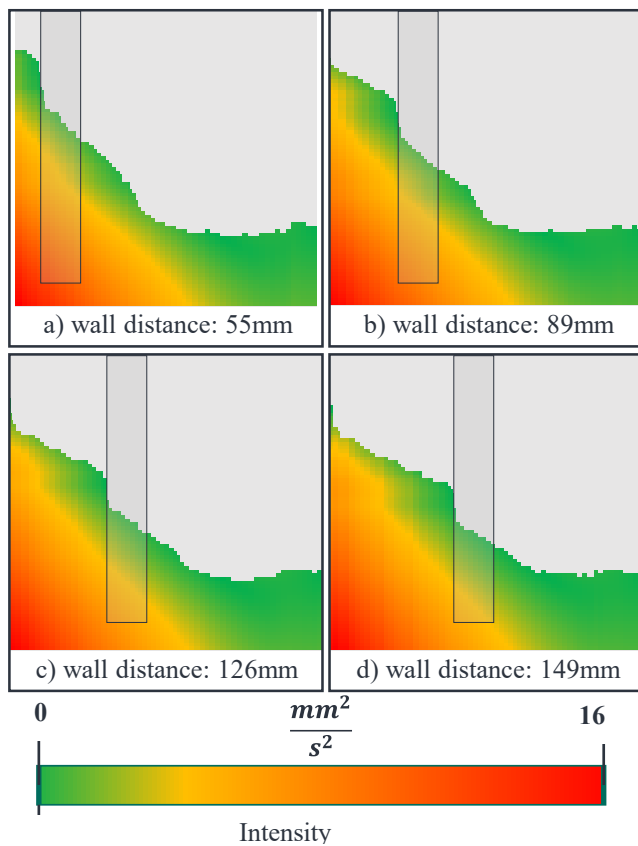 a) wall distance: 55mm
b) wall distance: 89mm
c) wall distance: 126mm
d) wall distance: 149mm
0
mm²
s²
16
Intensity